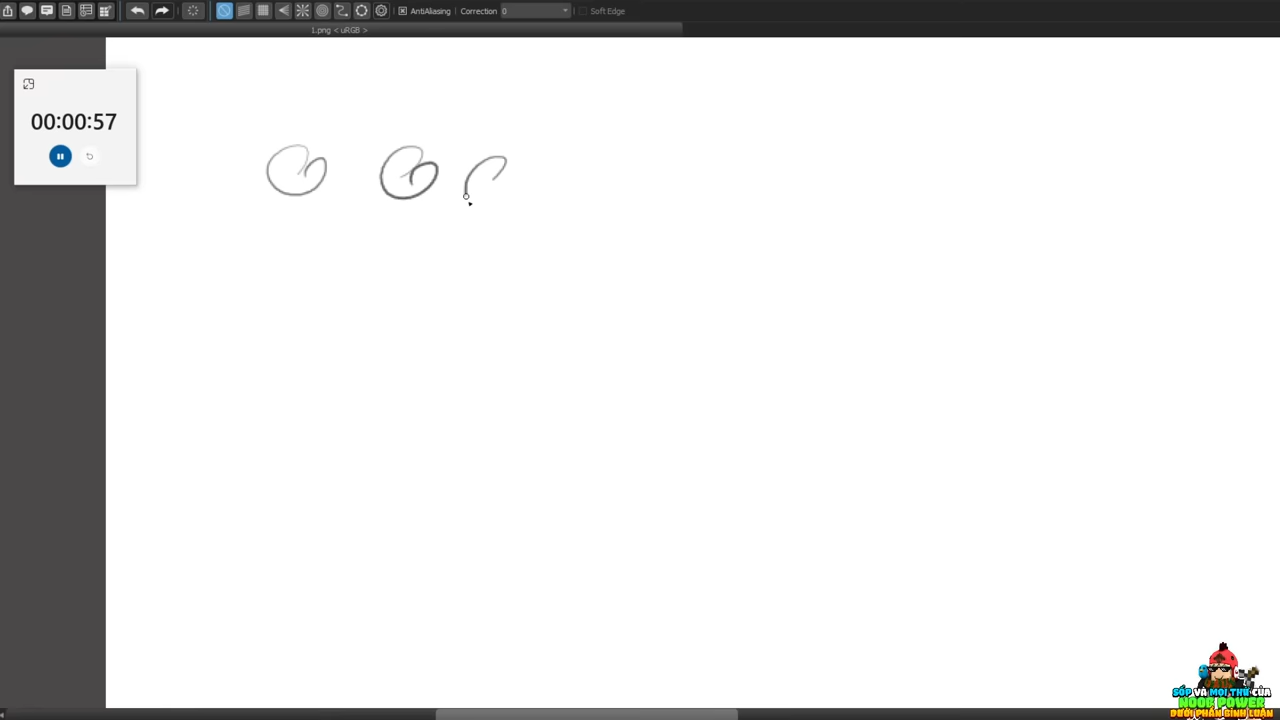 AntiAliasing Correction 0 Soft Edge
1.png < uRGB >
00:00:57
SỐP VÀ MỌI THỨ CỦA
NOOB POWER
DƯỚI PHẦN BÌNH LUẬN